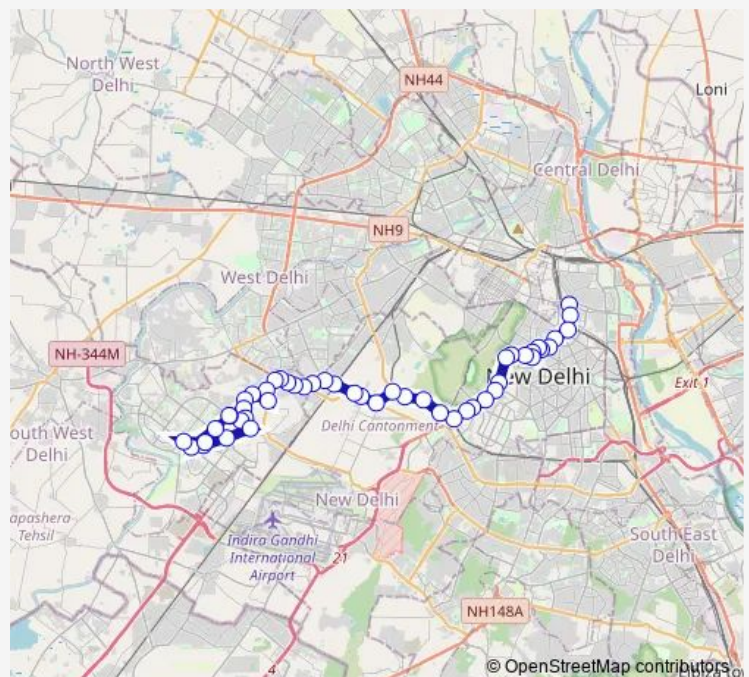 North West
Delhi
NH44
Loni
Central Delhi
NH9
West Delhi
NH-344M
New Delhi
Exit 1
outh West
Delhi
Delhi Cantonment
New Delhi
apashera
Tehsil
Indira Gandhi
International
Airport
21
South East
Delhi
NH148A
4
© OpenStreetMap contributors